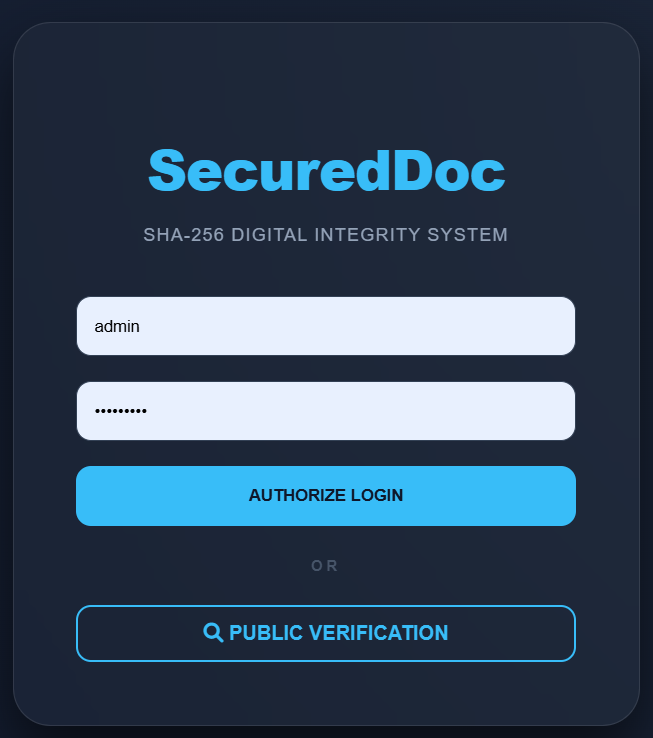 SecuredDoc
SHA-256 DIGITAL INTEGRITY SYSTEM
admin
•••••••••
AUTHORIZE LOGIN
OR
PUBLIC VERIFICATION